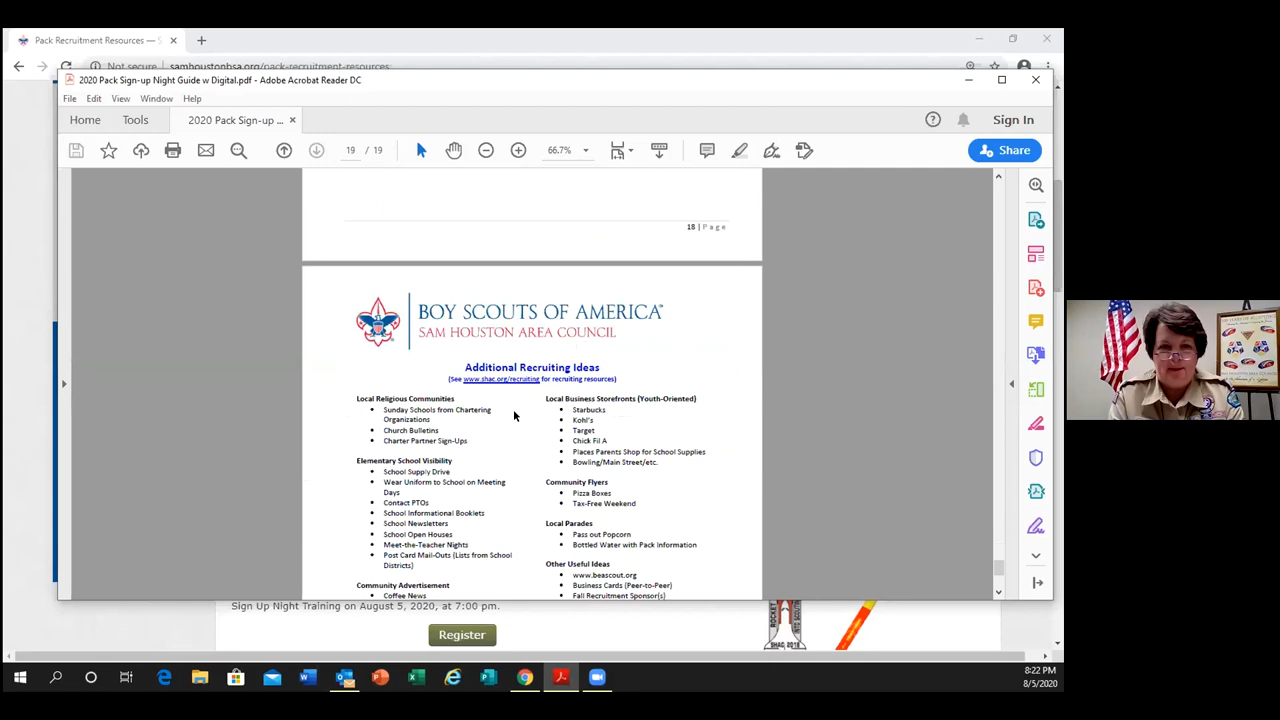 Pack Recruitment Resources — S
Not secure
samhoustonbsa.org/pack-recruitment-resources
2020 Pack Sign-up Night Guide w Digital.pdf - Adobe Acrobat Reader DC
File Edit View Window Help
Home Tools 2020 Pack Sign-up ... Sign In
19 / 19 66.7% Share
18 | Page
BOY SCOUTS OF AMERICA™
SAM HOUSTON AREA COUNCIL
Additional Recruiting Ideas
(See www.shac.org/recruiting for recruiting resources)
Local Religious Communities
• Sunday Schools from Chartering
Organizations
• Church Bulletins
• Charter Partner Sign-Ups
Elementary School Visibility
• School Supply Drive
• Wear Uniform to School on Meeting
Days
• Contact PTOs
• School Informational Booklets
• School Newsletters
• School Open Houses
• Meet-the-Teacher Nights
• Post Card Mail-Outs (Lists from School
Districts)
Community Advertisement
• Coffee News
Local Business Storefronts (Youth-Oriented)
• Starbucks
• Kohl's
• Target
• Chick Fil A
• Places Parents Shop for School Supplies
• Bowling/Main Street/etc.
Community Flyers
• Pizza Boxes
• Tax-Free Weekend
Local Parades
• Pass out Popcorn
• Bottled Water with Pack Information
Other Useful Ideas
• www.beascout.org
• Business Cards (Peer-to-Peer)
• Fall Recruitment Sponsor(s)
Sign Up Night Training on August 5, 2020, at 7:00 pm.
Register
ROCKET
INTO SCOUTING
SHAC, 2018
8:22 PM
8/5/2020